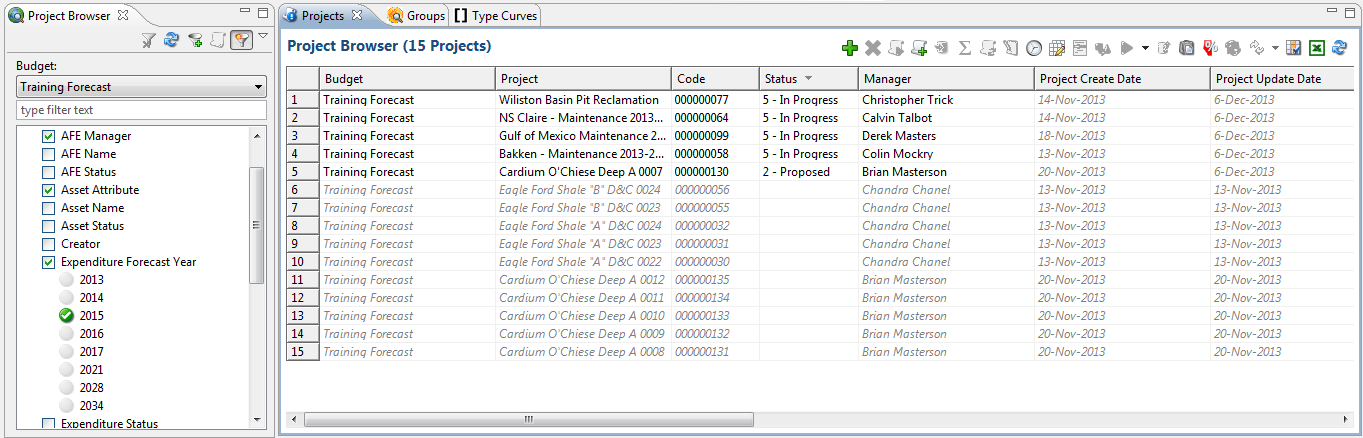 Project Browser
Budget:
Training Forecast
type filter text
AFE Manager
AFE Name
AFE Status
Asset Attribute
Asset Name
Asset Status
Creator
Expenditure Forecast Year
2013
2014
2015
2016
2017
2021
2028
2034
Expenditure Status
Projects Groups Type Curves
Project Browser (15 Projects)
Budget Project Code Status Manager Project Create Date Project Update Date
1 Training Forecast Wiliston Basin Pit Reclamation 000000077 5 - In Progress Christopher Trick 14-Nov-2013 6-Dec-2013
2 Training Forecast NS Claire - Maintenance 2013... 000000064 5 - In Progress Calvin Talbot 13-Nov-2013 6-Dec-2013
3 Training Forecast Gulf of Mexico Maintenance 2... 000000099 5 - In Progress Derek Masters 18-Nov-2013 6-Dec-2013
4 Training Forecast Bakken - Maintenance 2013-2... 000000058 5 - In Progress Colin Mockry 13-Nov-2013 6-Dec-2013
5 Training Forecast Cardium O'Chiese Deep A 0007 000000130 2 - Proposed Brian Masterson 20-Nov-2013 6-Dec-2013
6 Training Forecast Eagle Ford Shale "B" D&C 0024 000000056 Chandra Chanel 13-Nov-2013 13-Nov-2013
7 Training Forecast Eagle Ford Shale "B" D&C 0023 000000055 Chandra Chanel 13-Nov-2013 13-Nov-2013
8 Training Forecast Eagle Ford Shale "A" D&C 0024 000000032 Chandra Chanel 13-Nov-2013 13-Nov-2013
9 Training Forecast Eagle Ford Shale "A" D&C 0023 000000031 Chandra Chanel 13-Nov-2013 13-Nov-2013
10 Training Forecast Eagle Ford Shale "A" D&C 0022 000000030 Chandra Chanel 13-Nov-2013 13-Nov-2013
11 Training Forecast Cardium O'Chiese Deep A 0012 000000135 Brian Masterson 20-Nov-2013 20-Nov-2013
12 Training Forecast Cardium O'Chiese Deep A 0011 000000134 Brian Masterson 20-Nov-2013 20-Nov-2013
13 Training Forecast Cardium O'Chiese Deep A 0010 000000133 Brian Masterson 20-Nov-2013 20-Nov-2013
14 Training Forecast Cardium O'Chiese Deep A 0009 000000132 Brian Masterson 20-Nov-2013 20-Nov-2013
15 Training Forecast Cardium O'Chiese Deep A 0008 000000131 Brian Masterson 20-Nov-2013 20-Nov-2013